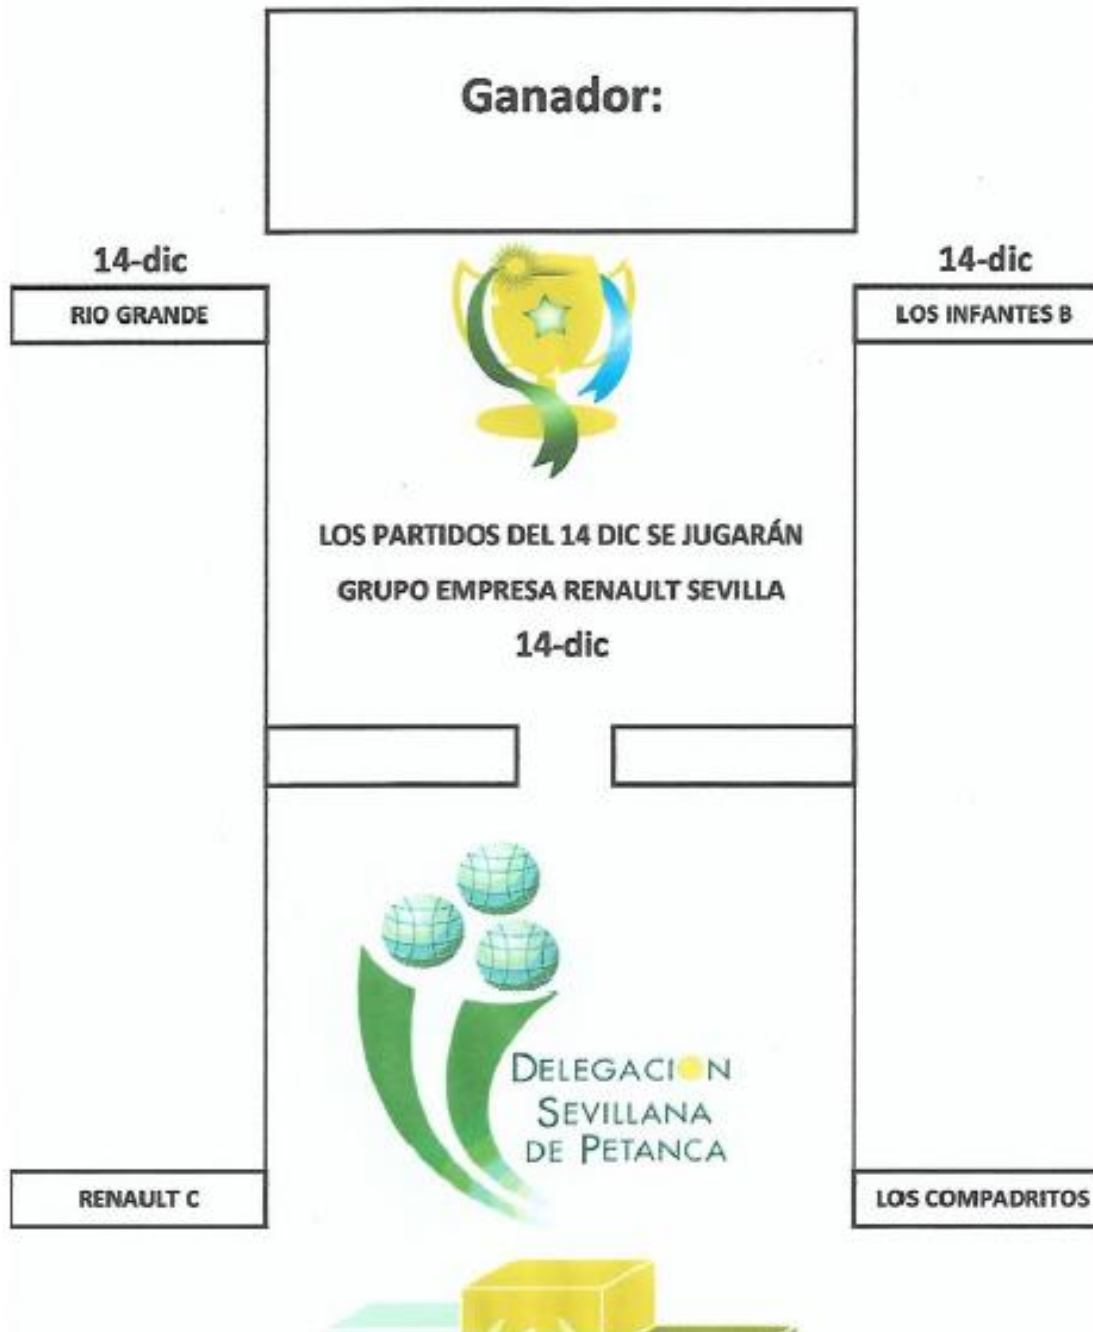 Ganador:
14-dic
14-dic
RIO GRANDE
LOS INFANTES B
LOS PARTIDOS DEL 14 DIC SE JUGARÁN
GRUPO EMPRESA RENAULT SEVILLA
14-dic
DELEGACION
SEVILLANA
DE PETANCA
RENAULT C
LOS COMPADRITOS